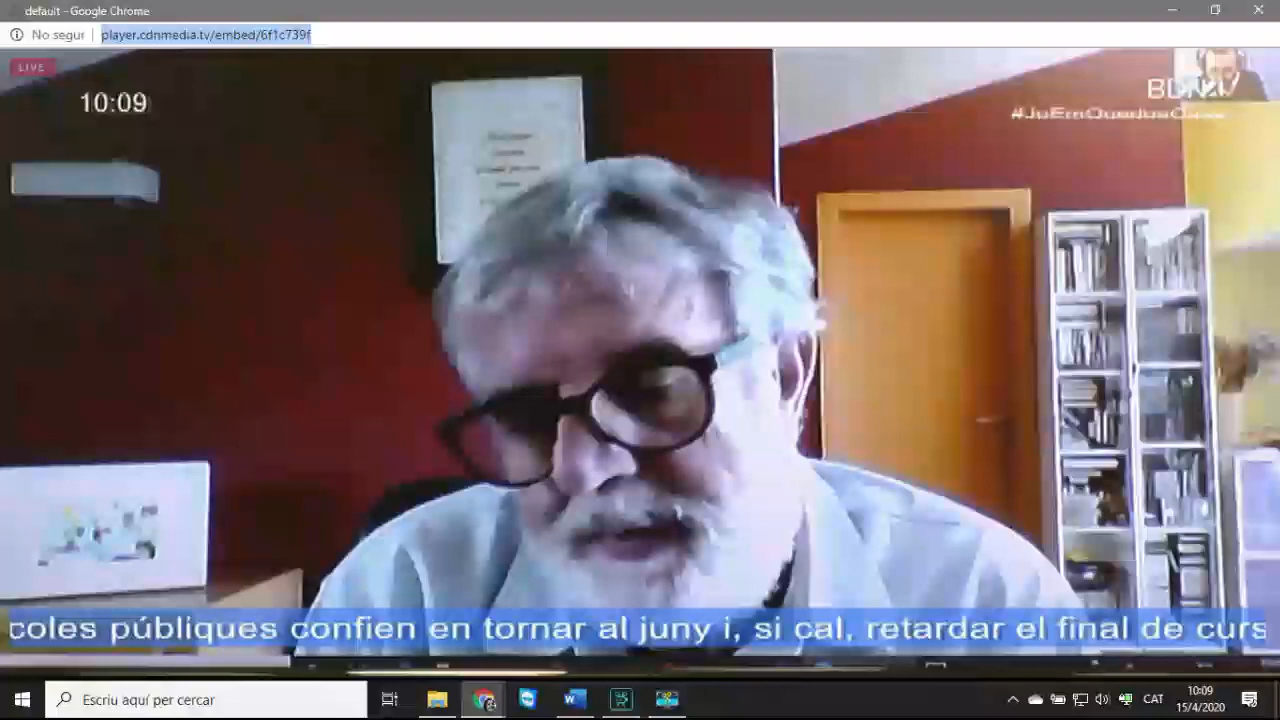 default - Google Chrome
No segur
player.cdnmedia.tv/embed/6f1c739f
LIVE
10:09
coles públiques confien en tornar al juny i, si cal, retardar el final de curs
Escriu aquí per cercar
CAT
10:09
15/4/2020